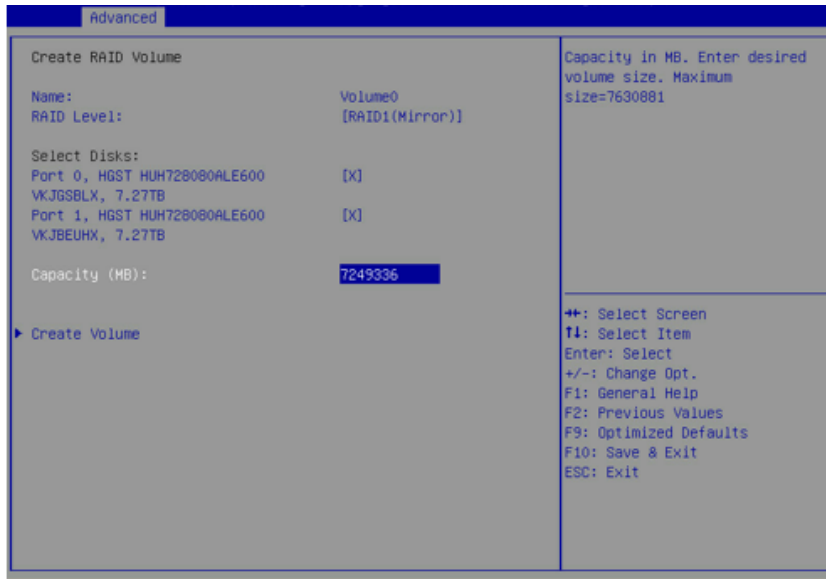 Advanced
Create RAID Volume
Name: Volume0
RAID Level: [RAID1(Mirror)]
Select Disks:
Port 0, HGST HUH728080ALE600 [X]
VKJGSBLX, 7.27TB
Port 1, HGST HUH728080ALE600 [X]
VKJBEUHX, 7.27TB
Capacity (MB): 7249336
Create Volume
Capacity in MB. Enter desired
volume size. Maximum
size=7630881
→←: Select Screen
↑↓: Select Item
Enter: Select
+/-: Change Opt.
F1: General Help
F2: Previous Values
F9: Optimized Defaults
F10: Save & Exit
ESC: Exit